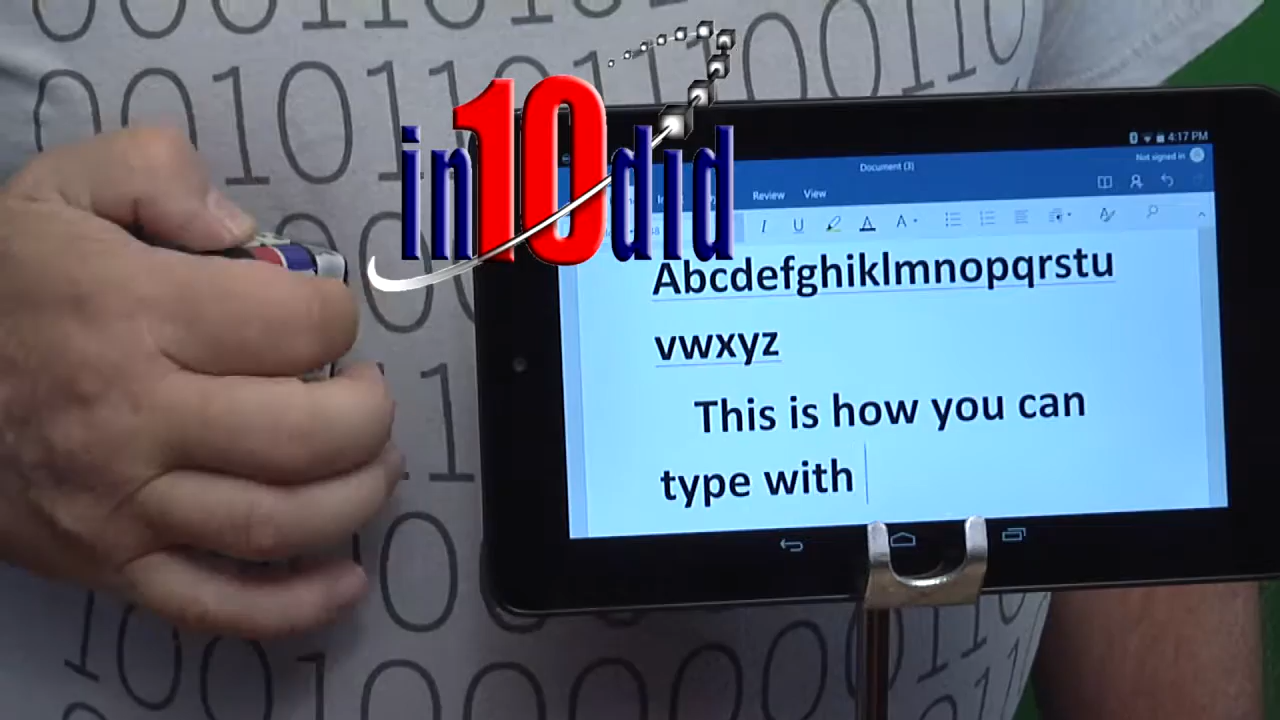 in10did
4:17 PM
Document (3)
Not signed in
Review View
I U A A
Abcdefghiklmnopqrstu
vwxyz
This is how you can
type with